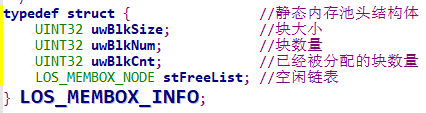 typedef struct { //静态内存池头结构体
UINT32 uwBlkSize; //块大小
UINT32 uwBlkNum; //块数量
UINT32 uwBlkCnt; //已经被分配的块数量
LOS_MEMBOX_NODE stFreeList; //空闲链表
} LOS_MEMBOX_INFO;